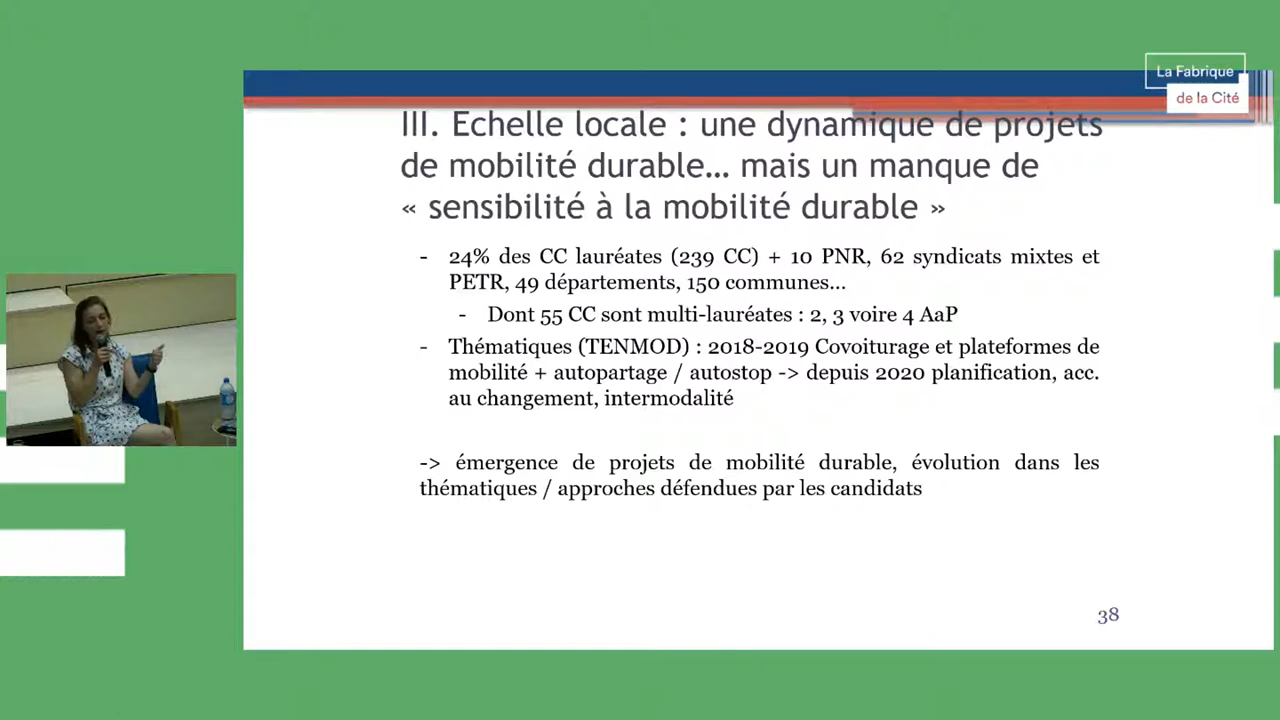 La Fabrique
de la Cité
III. Echelle locale : une dynamique de projets
de mobilité durable… mais un manque de
« sensibilité à la mobilité durable »
- 24% des CC lauréates (239 CC) + 10 PNR, 62 syndicats mixtes et
PETR, 49 départements, 150 communes…
- Dont 55 CC sont multi-lauréates : 2, 3 voire 4 AaP
- Thématiques (TENMOD) : 2018-2019 Covoiturage et plateformes de
mobilité + autopartage / autostop -> depuis 2020 planification, acc.
au changement, intermodalité
-> émergence de projets de mobilité durable, évolution dans les
thématiques / approches défendues par les candidats
38